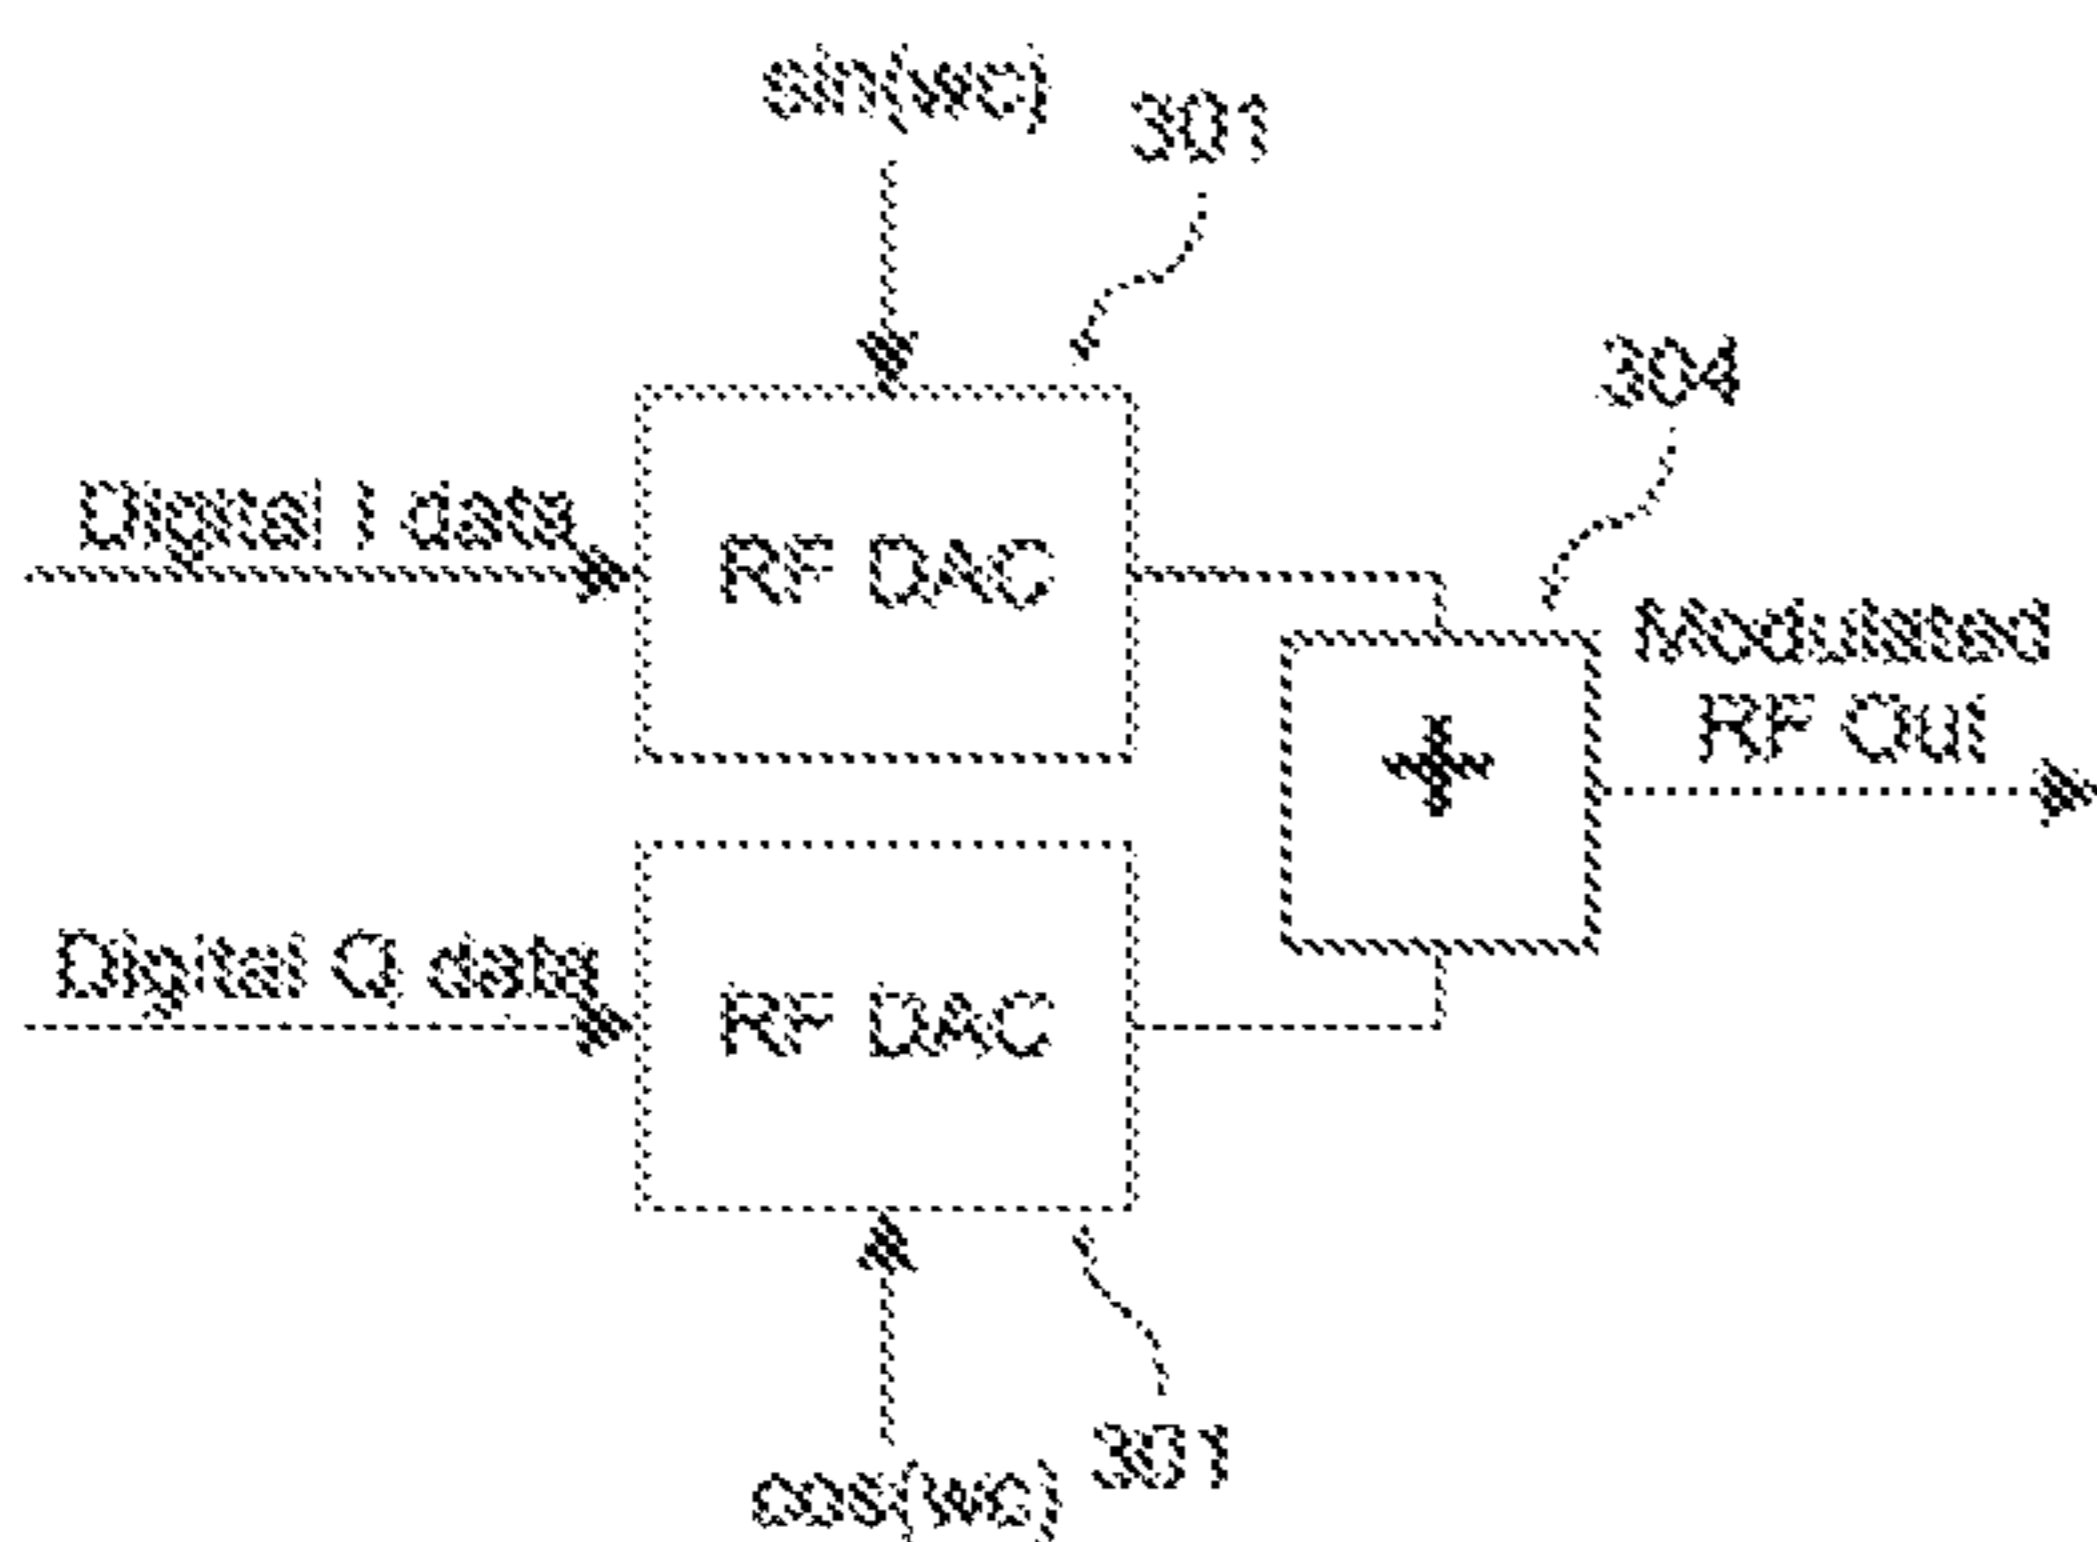 sin(wc)
301
304
Digital I data
RF DAC
Modulated
RF Out
+
Digital Q data
RF DAC
cos(wc)
301